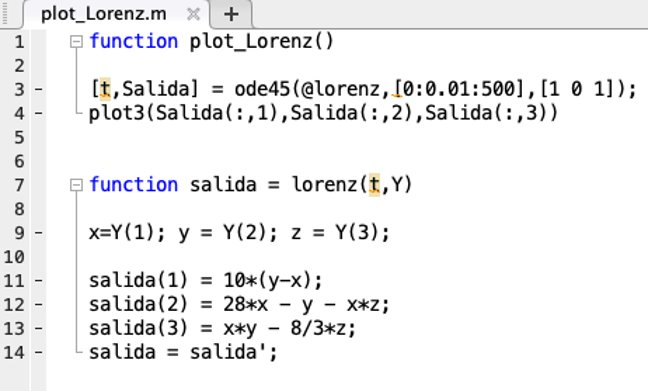 plot_Lorenz.m × +
1 function plot_Lorenz()
2
3 - [t,Salida] = ode45(@lorenz,[0:0.01:500],[1 0 1]);
4 - plot3(Salida(:,1),Salida(:,2),Salida(:,3))
5
6
7 function salida = lorenz(t,Y)
8
9 - x=Y(1); y = Y(2); z = Y(3);
10
11 - salida(1) = 10*(y-x);
12 - salida(2) = 28*x - y - x*z;
13 - salida(3) = x*y - 8/3*z;
14 - salida = salida';